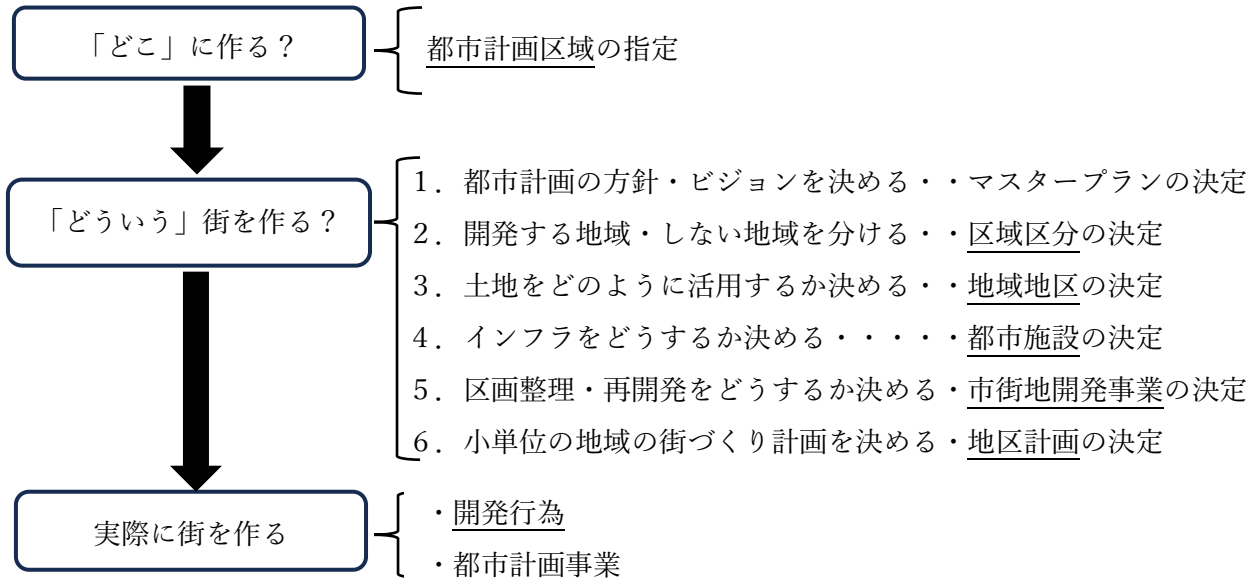 「どこ」に作る？
都市計画区域の指定
「どういう」街を作る？
１．都市計画の方針・ビジョンを決める・・マスタープランの決定
２．開発する地域・しない地域を分ける・・区域区分の決定
３．土地をどのように活用するか決める・・地域地区の決定
４．インフラをどうするか決める・・・・・都市施設の決定
５．区画整理・再開発をどうするか決める・市街地開発事業の決定
６．小単位の地域の街づくり計画を決める・地区計画の決定
実際に街を作る
・開発行為
・都市計画事業